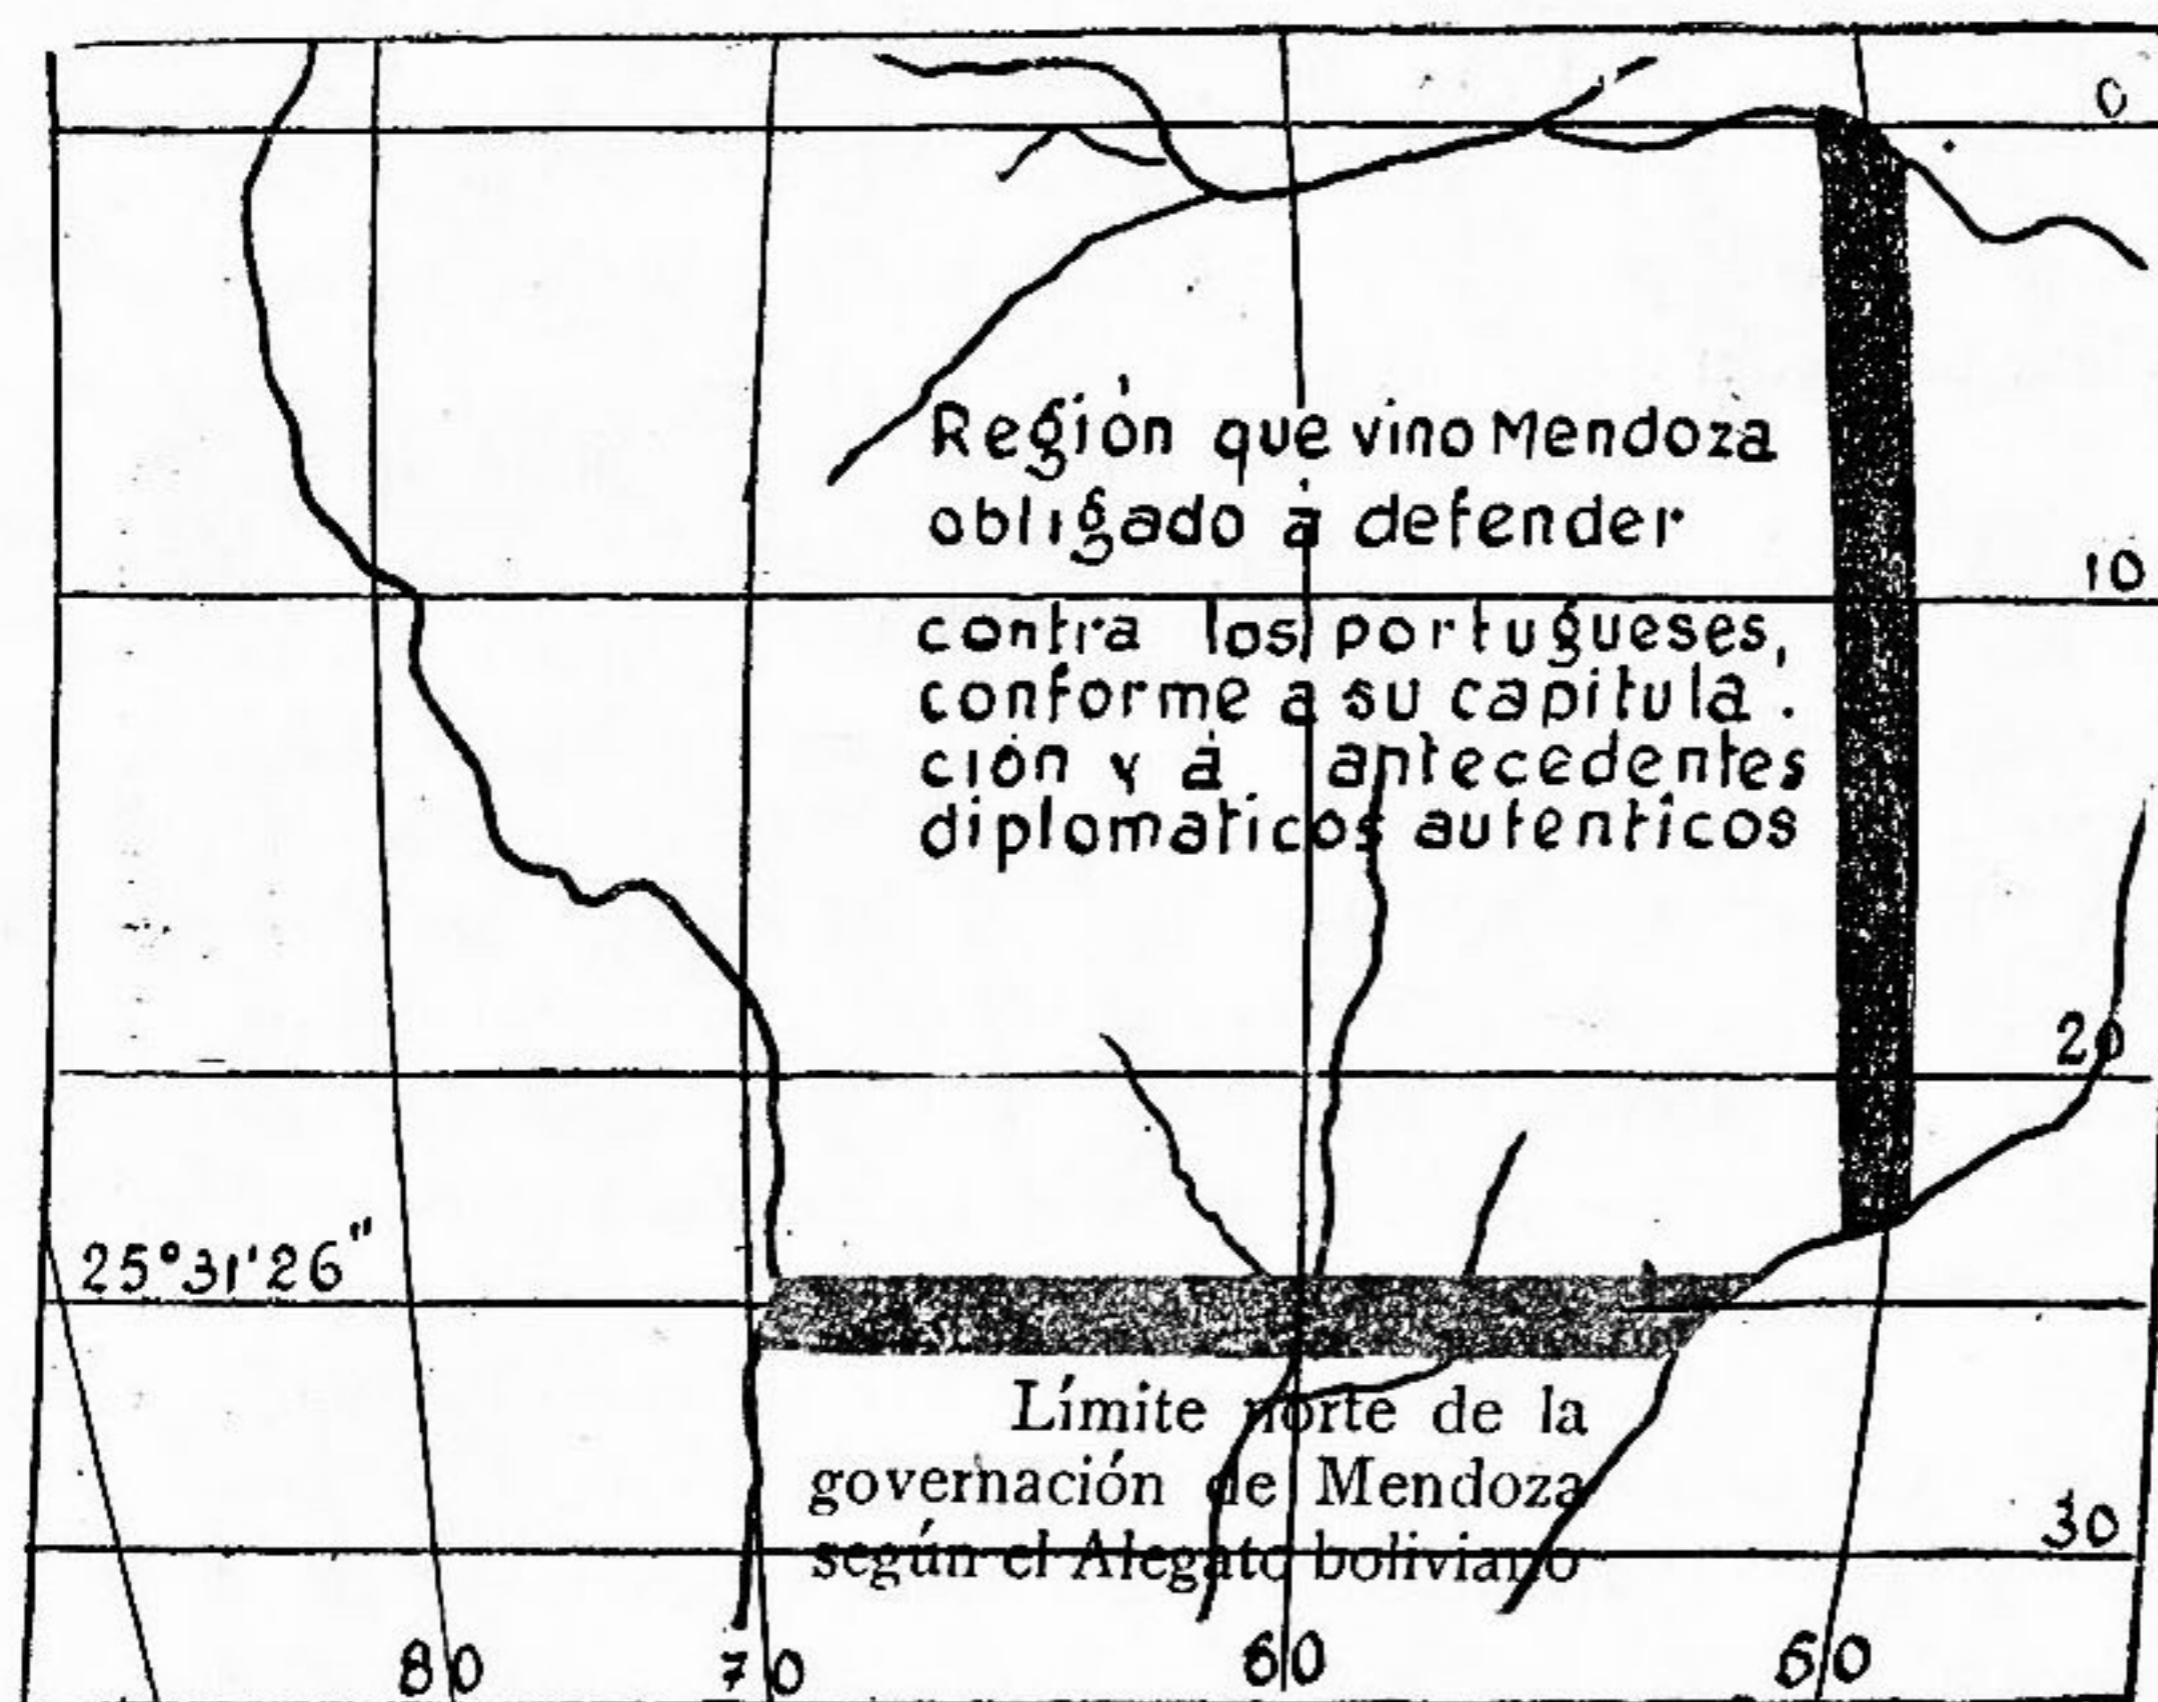 0
Región que vino Mendoza
obligado á defender
10
contra los portugueses,
conforme a su capitula.
ción y á antecedentes
diplomaticos autenticos
20
25°31'26"
Límite norte de la
governación de Mendoza
según el Alegato boliviano
30
80 70 60 50